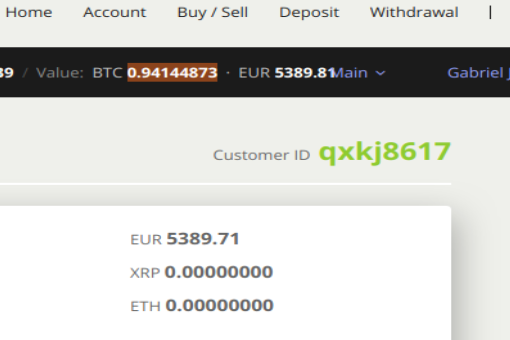 Home Account Buy / Sell Deposit Withdrawal |
39 / Value: BTC 0.94144873 · EUR 5389.81 Main Gabriel
Customer ID qxkj8617
EUR 5389.71
XRP 0.00000000
ETH 0.00000000